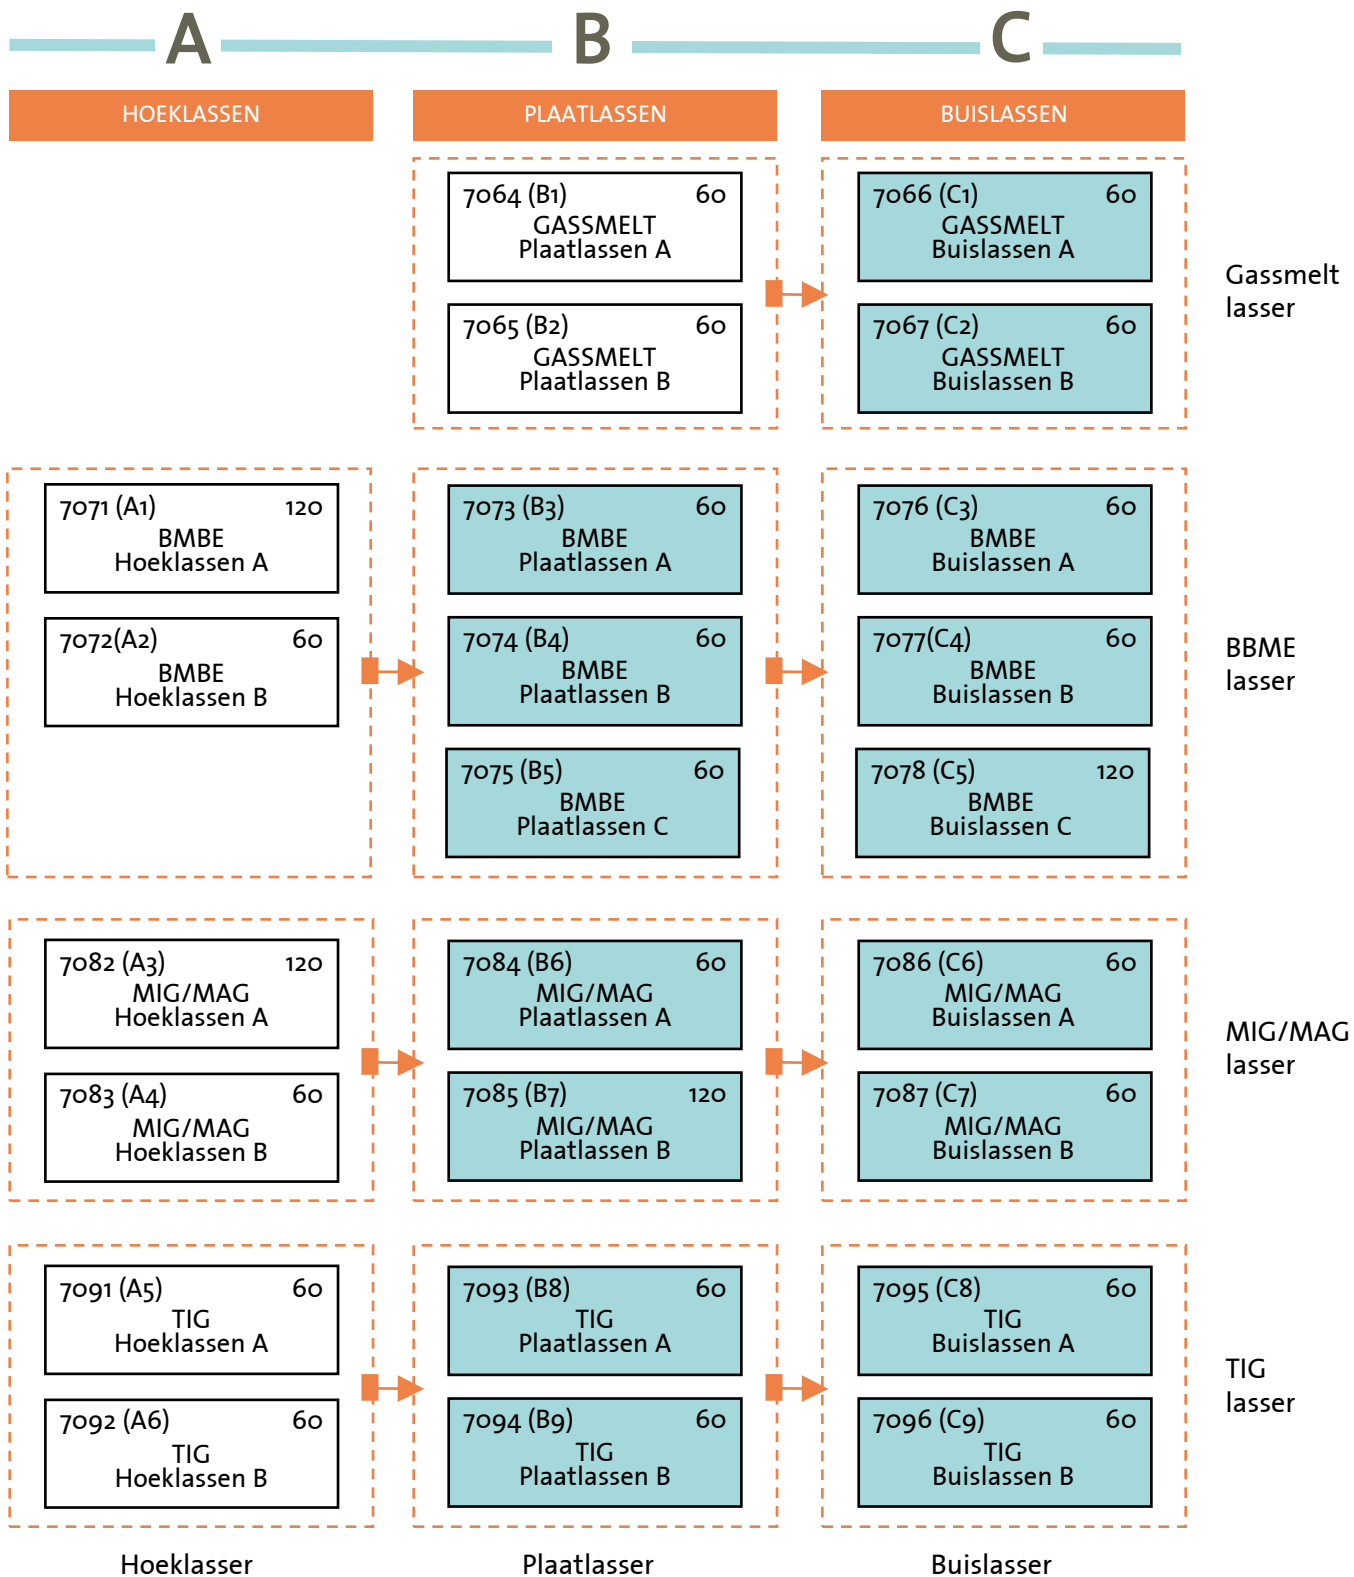 A
B
C
HOEKLASSEN
PLAATLASSEN
BUISLASSEN
7064 (B1) 60
GASSMELT
Plaatlassen A
7065 (B2) 60
GASSMELT
Plaatlassen B
7066 (C1) 60
GASSMELT
Buislassen A
7067 (C2) 60
GASSMELT
Buislassen B
Gassmelt
lasser
7071 (A1) 120
BMBE
Hoeklassen A
7072(A2) 60
BMBE
Hoeklassen B
7073 (B3) 60
BMBE
Plaatlassen A
7074 (B4) 60
BMBE
Plaatlassen B
7075 (B5) 60
BMBE
Plaatlassen C
7076 (C3) 60
BMBE
Buislassen A
7077(C4) 60
BMBE
Buislassen B
7078 (C5) 120
BMBE
Buislassen C
BBME
lasser
7082 (A3) 120
MIG/MAG
Hoeklassen A
7083 (A4) 60
MIG/MAG
Hoeklassen B
7084 (B6) 60
MIG/MAG
Plaatlassen A
7085 (B7) 120
MIG/MAG
Plaatlassen B
7086 (C6) 60
MIG/MAG
Buislassen A
7087 (C7) 60
MIG/MAG
Buislassen B
MIG/MAG
lasser
7091 (A5) 60
TIG
Hoeklassen A
7092 (A6) 60
TIG
Hoeklassen B
7093 (B8) 60
TIG
Plaatlassen A
7094 (B9) 60
TIG
Plaatlassen B
7095 (C8) 60
TIG
Buislassen A
7096 (C9) 60
TIG
Buislassen B
TIG
lasser
Hoeklasser
Plaatlasser
Buislasser